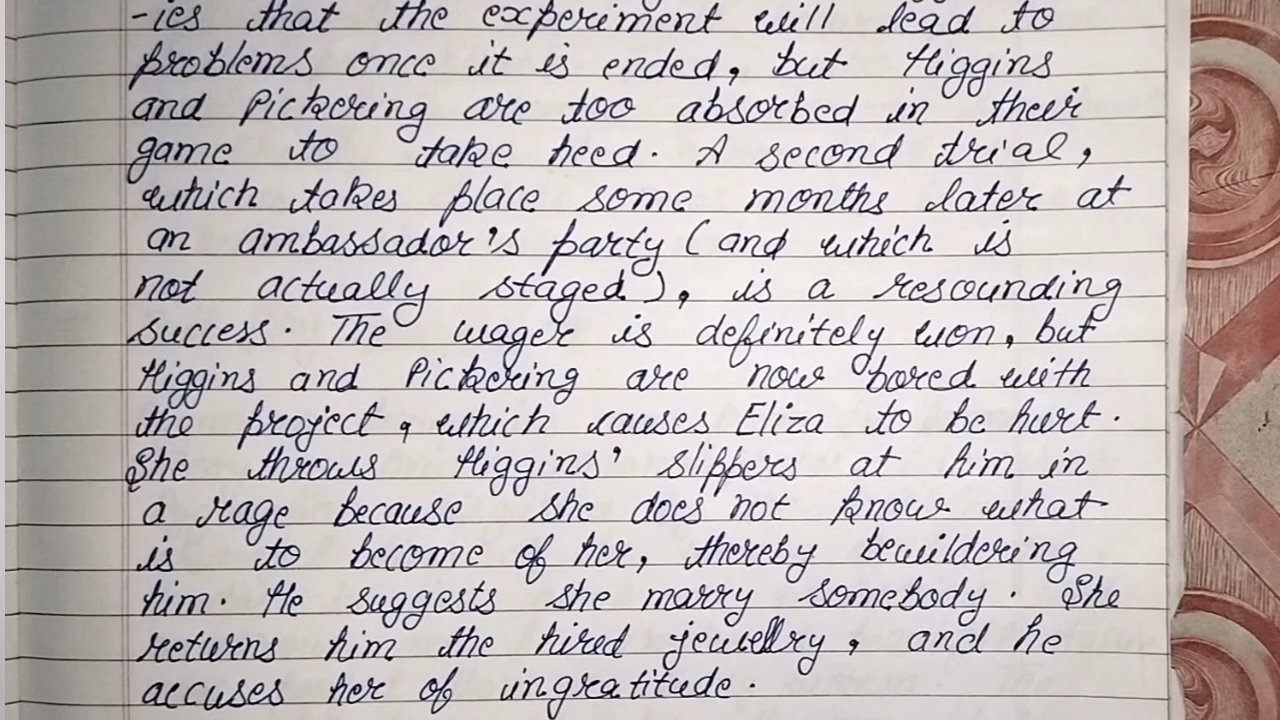 -ies that the experiment will lead to
problems once it is ended, but Higgins
and Pickering are too absorbed in their
game to take heed. A second trial,
which takes place some months later at
an ambassador's party (and which is
not actually staged), is a resounding
success. The wager is definitely won, but
Higgins and Pickering are now bored with
the project, which causes Eliza to be hurt.
She throws Higgins' slippers at him in
a rage because she does not know what
is to become of her, thereby bewildering
him. He suggests she marry somebody. She
returns him the hired jewellry, and he
accuses her of ingratitude.